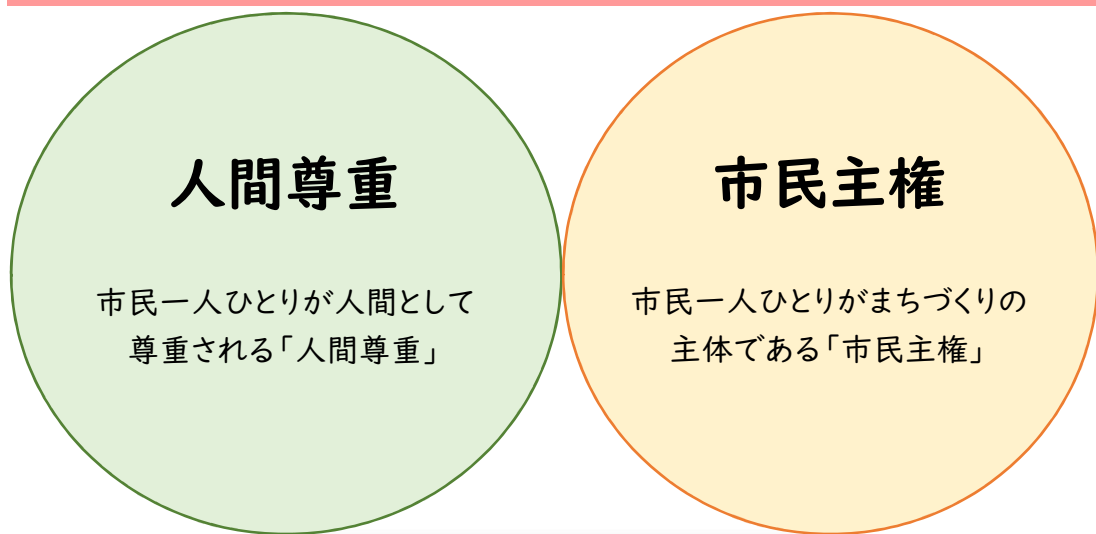 人間尊重
市民一人ひとりが人間として
尊重される「人間尊重」
市民主権
市民一人ひとりがまちづくりの
主体である「市民主権」